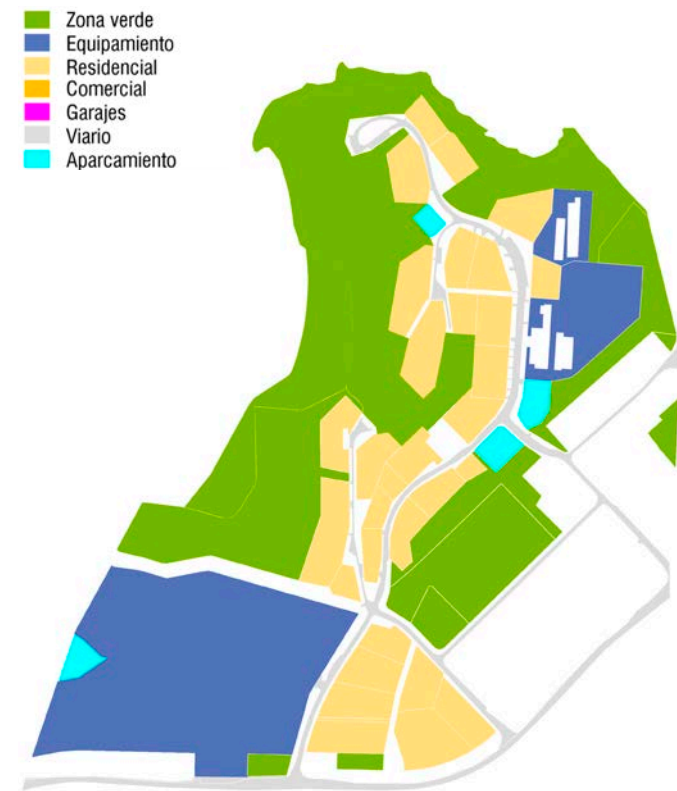 Zona verde
Equipamiento
Residencial
Comercial
Garajes
Viario
Aparcamiento